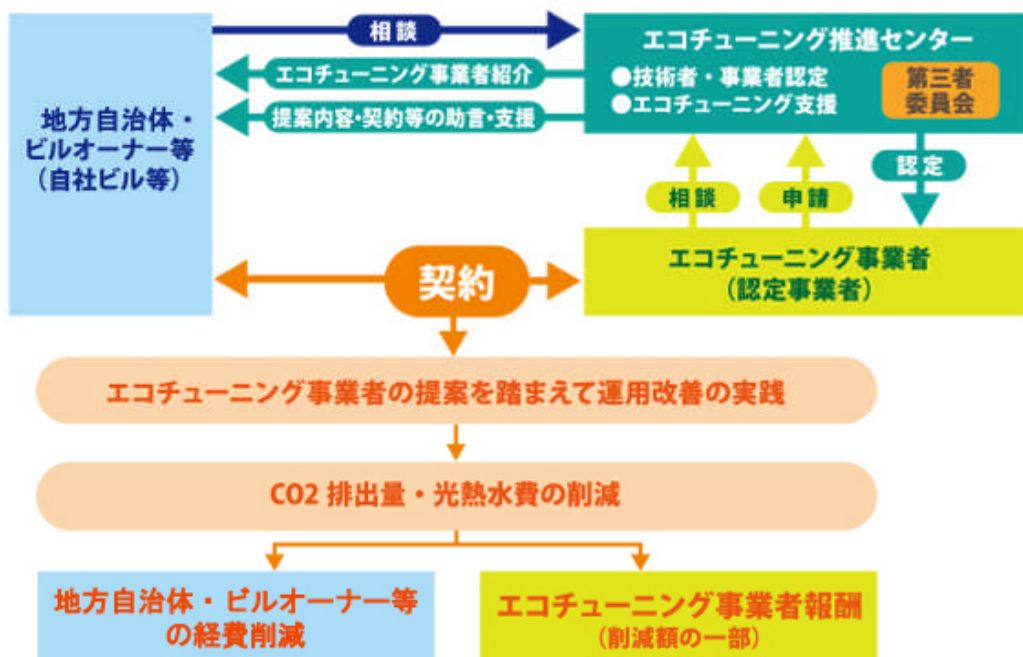 相談
エコチューニング事業者紹介
提案内容・契約等の助言・支援
地方自治体・
ビルオーナー等
（自社ビル等）
エコチューニング推進センター
●技術者・事業者認定
●エコチューニング支援
第三者
委員会
相談
申請
認定
エコチューニング事業者
（認定事業者）
契約
エコチューニング事業者の提案を踏まえて運用改善の実践
CO2 排出量・光熱水費の削減
地方自治体・ビルオーナー等
の経費削減
エコチューニング事業者報酬
（削減額の一部）